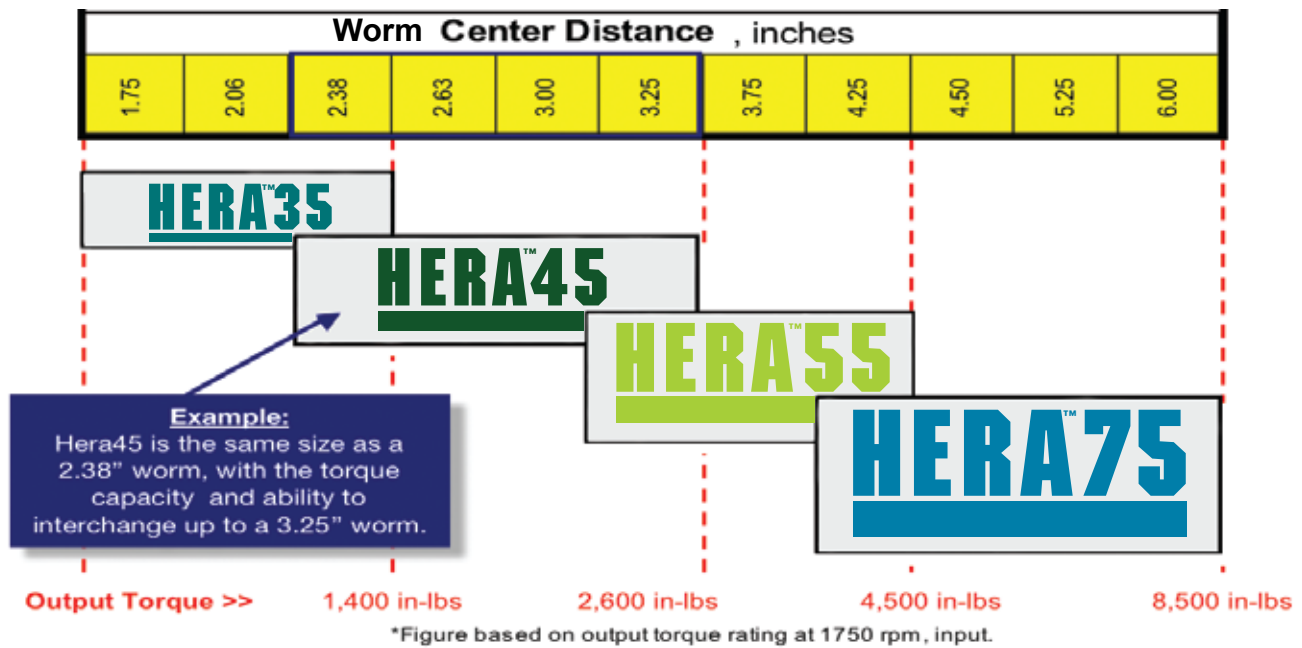 Worm Center Distance , inches
1.75 2.06 2.38 2.63 3.00 3.25 3.75 4.25 4.50 5.25 6.00
HERA™35
HERA™45
HERA™55
HERA™75
Example:
Hera45 is the same size as a
2.38” worm, with the torque
capacity and ability to
interchange up to a 3.25” worm.
Output Torque >> 1,400 in-lbs 2,600 in-lbs 4,500 in-lbs 8,500 in-lbs
*Figure based on output torque rating at 1750 rpm, input.